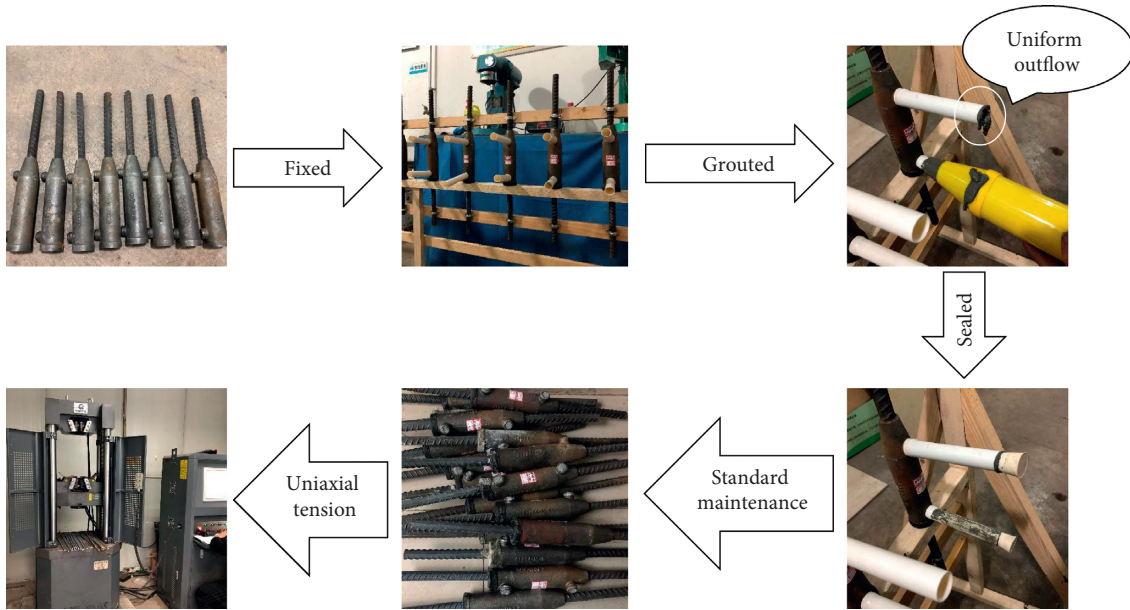 Uniform
outflow
Fixed
Grouted
Sealed
Standard
maintenance
Uniaxial
tension